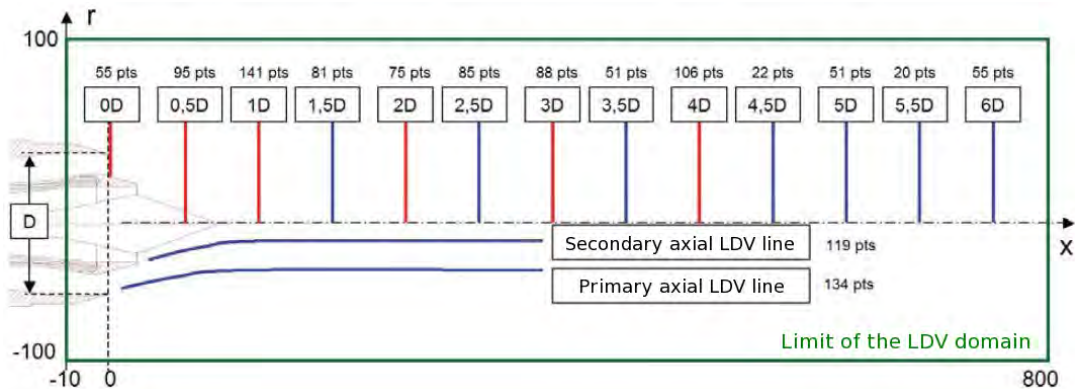 r
100
55 pts 95 pts 141 pts 81 pts 75 pts 85 pts 88 pts 51 pts 106 pts 22 pts 51 pts 20 pts 55 pts
0D 0,5D 1D 1,5D 2D 2,5D 3D 3,5D 4D 4,5D 5D 5,5D 6D
D
x
Secondary axial LDV line 119 pts
Primary axial LDV line 134 pts
Limit of the LDV domain
-100
-10 0 800